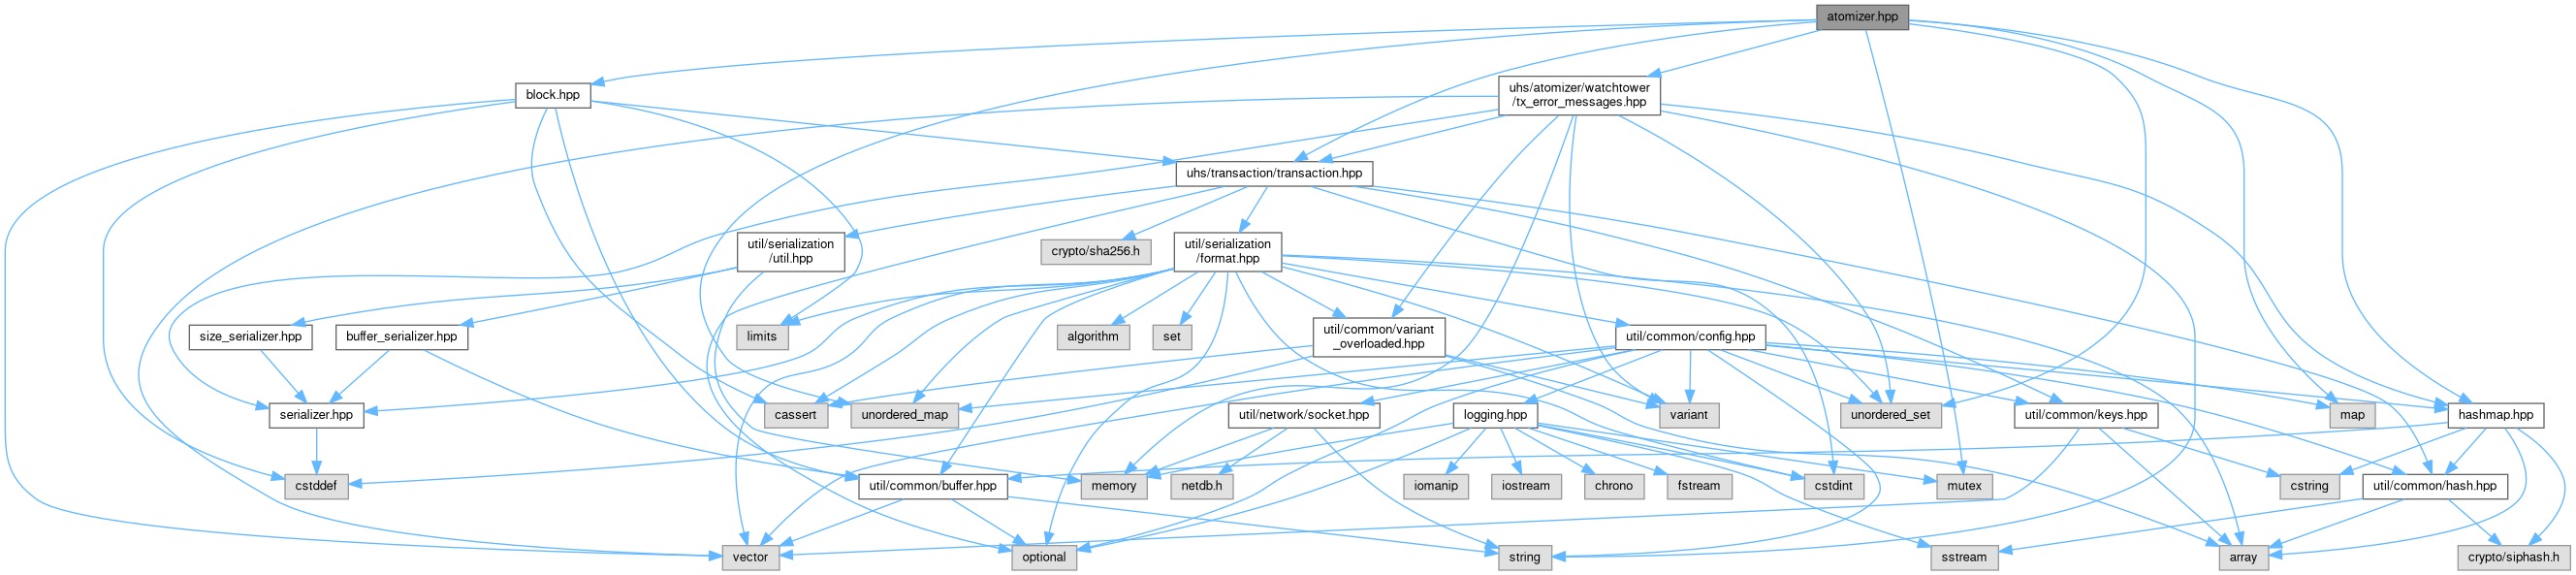 atomizer.hpp
block.hpp
uhs/atomizer/watchtower
/tx_error_messages.hpp
uhs/transaction/transaction.hpp
util/serialization
/util.hpp
crypto/sha256.h
util/serialization
/format.hpp
size_serializer.hpp
buffer_serializer.hpp
limits
algorithm
set
util/common/variant
_overloaded.hpp
util/common/config.hpp
serializer.hpp
cassert
unordered_map
util/network/socket.hpp
logging.hpp
variant
unordered_set
util/common/keys.hpp
map
hashmap.hpp
cstddef
util/common/buffer.hpp
memory
netdb.h
iomanip
iostream
chrono
fstream
cstdint
mutex
cstring
util/common/hash.hpp
vector
optional
string
sstream
array
crypto/siphash.h